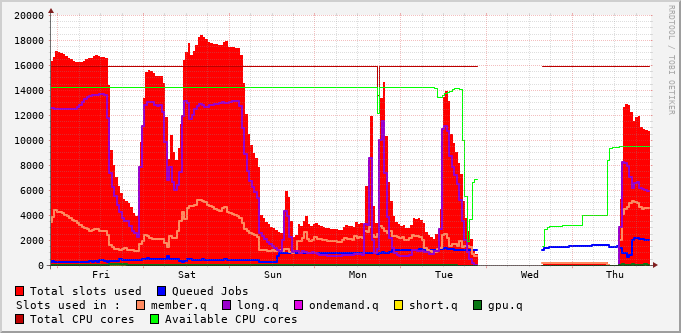 20000
18000
16000
14000
12000
10000
8000
6000
4000
2000
0
Fri Sat Sun Mon Tue Wed Thu
RRDTOOL / TOBI OETIKER
Total slots used Queued Jobs
Slots used in : member.q long.q ondemand.q short.q gpu.q
Total CPU cores Available CPU cores